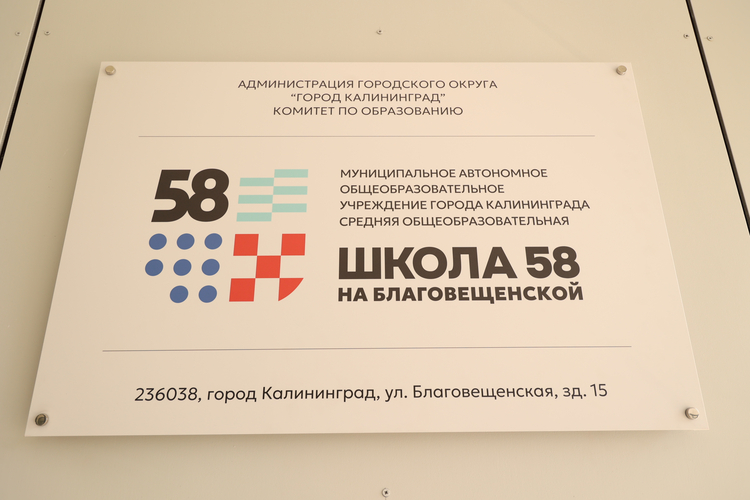 АДМИНИСТРАЦИЯ ГОРОДСКОГО ОКРУГА
"ГОРОД КАЛИНИНГРАД"
КОМИТЕТ ПО ОБРАЗОВАНИЮ
58
МУНИЦИПАЛЬНОЕ АВТОНОМНОЕ
ОБЩЕОБРАЗОВАТЕЛЬНОЕ
УЧРЕЖДЕНИЕ ГОРОДА КАЛИНИНГРАДА
СРЕДНЯЯ ОБЩЕОБРАЗОВАТЕЛЬНАЯ
ШКОЛА 58
НА БЛАГОВЕЩЕНСКОЙ
236038, город Калининград, ул. Благовещенская, зд. 15